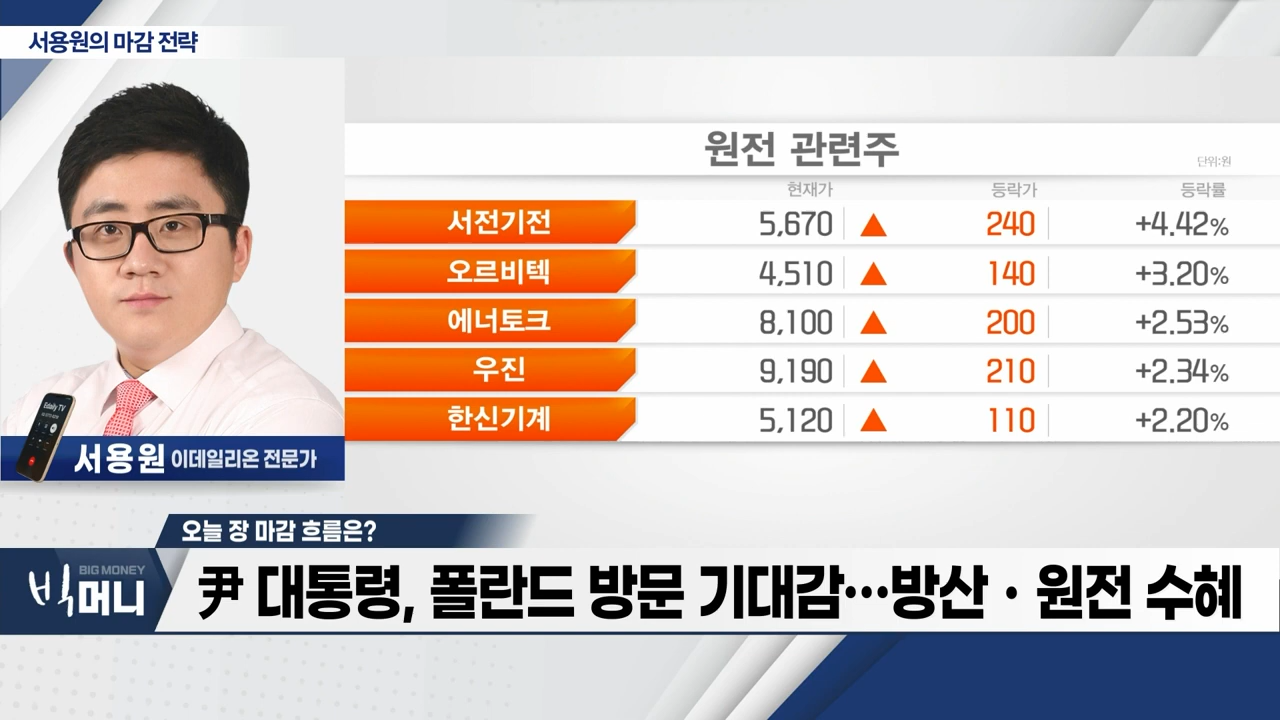 서용원의 마감 전략
원전 관련주
단위:원
현재가 등락가 등락률
서전기전 5,670 ▲ 240 +4.42%
오르비텍 4,510 ▲ 140 +3.20%
에너토크 8,100 ▲ 200 +2.53%
우진 9,190 ▲ 210 +2.34%
한신기계 5,120 ▲ 110 +2.20%
Edaily TV
서용원 이데일리온 전문가
오늘 장 마감 흐름은?
BIG MONEY
빅머니
尹 대통령, 폴란드 방문 기대감…방산·원전 수혜